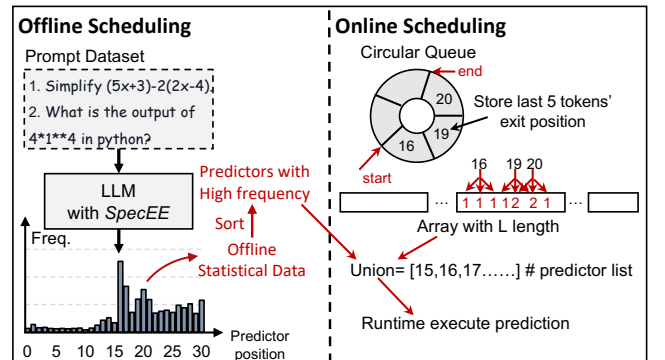 Offline Scheduling
Prompt Dataset
1. Simplify (5x+3)-2(2x-4).
2. What is the output of
4*1**4 in python?
LLM
with SpecEE
Predictors with
High frequency
Sort
Offline
Statistical Data
Freq.
0 5 10 15 20 25 30
Predictor
position
Online Scheduling
Circular Queue
end
20
19
16
start
Store last 5 tokens'
exit position
16 19 20
... 1 1 1 1 2 2 1 ...
Array with L length
Union= [15,16,17......] # predictor list
Runtime execute prediction